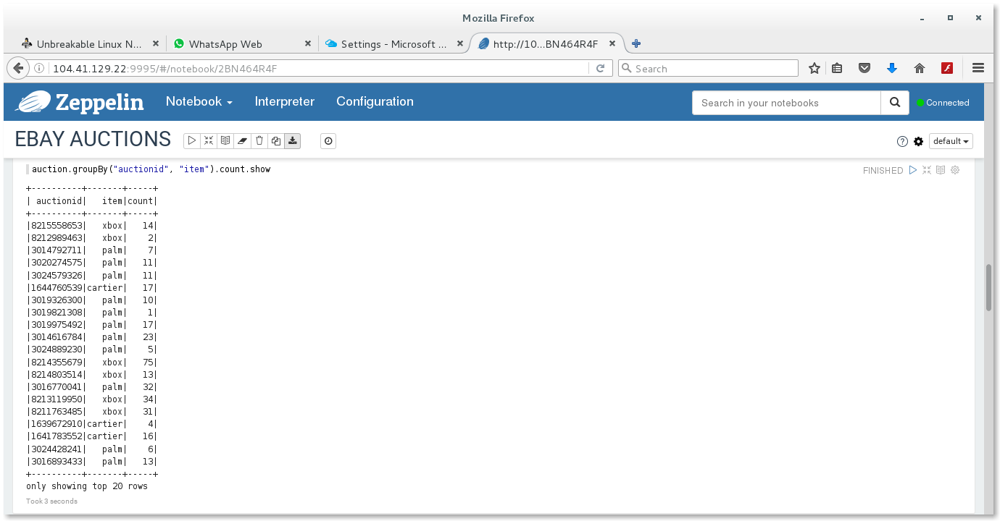 Mozilla Firefox
Unbreakable Linux N... WhatsApp Web Settings - Microsoft ... http://10...BN464R4F
104.41.129.22:9995/#/notebook/2BN464R4F Search
Zeppelin Notebook Interpreter Configuration Search in your notebooks Connected
EBAY AUCTIONS default
auction.groupBy("auctionid", "item").count.show FINISHED
+----------+-------+-----+
| auctionid|   item|count|
+----------+-------+-----+
|8215558653|   xbox|   14|
|8212989463|   xbox|    2|
|3014792711|   palm|    7|
|3020274575|   palm|   11|
|3024579326|   palm|   11|
|1644760539|cartier|   17|
|3019326300|   palm|   10|
|3019821308|   palm|    1|
|3019975492|   palm|   17|
|3014616784|   palm|   23|
|3024889230|   palm|    5|
|8214355679|   xbox|   75|
|8214803514|   xbox|   13|
|3016770041|   palm|   32|
|8213119950|   xbox|   34|
|8211763485|   xbox|   31|
|1639672910|cartier|    4|
|1641783552|cartier|   16|
|3024428241|   palm|    6|
|3016893433|   palm|   13|
+----------+-------+-----+
only showing top 20 rows
Took 3 seconds